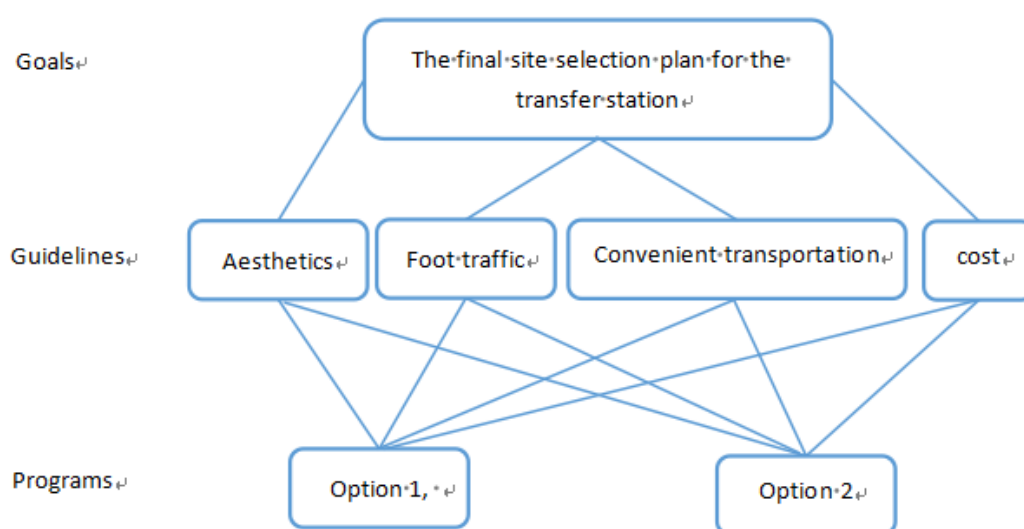 Goals
The final site selection plan for the
transfer station
Guidelines
Aesthetics
Foot traffic
Convenient transportation
cost
Programs
Option 1,
Option 2